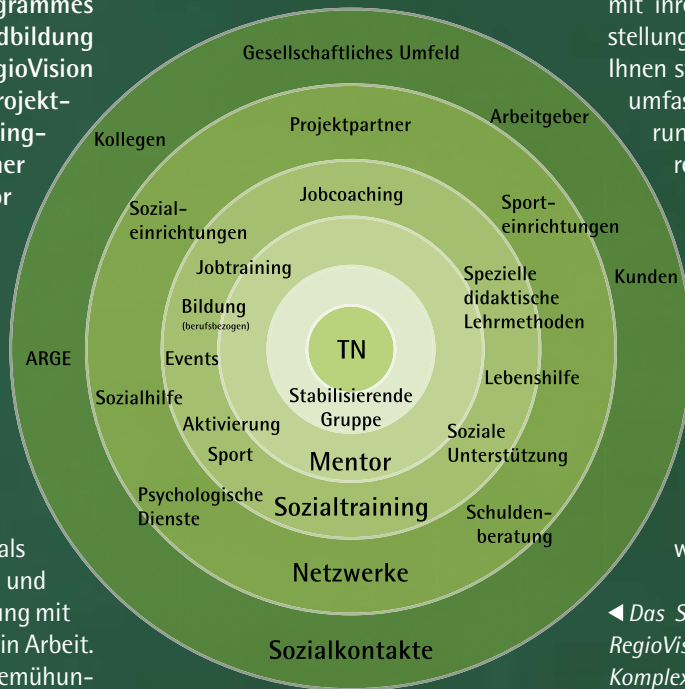 grammes
dbildung
gioVision
rojekt-
ing-
ner
or
als
und
ung mit
in Arbeit.
emühun-
Gesellschaftliches Umfeld
Kollegen
Projektpartner
Arbeitgeber
Jobcoaching
Sozial-
einrichtungen
Sport-
einrichtungen
Jobtraining
Spezielle
didaktische
Lehrmethoden
Kunden
Bildung
(berufsbezogen)
TN
ARGE
Events
Lebenshilfe
Sozialhilfe
Stabilisierende
Gruppe
Aktivierung
Sport
Soziale
Unterstützung
Mentor
Psychologische
Dienste
Sozialtraining
Schulden-
beratung
Netzwerke
Sozialkontakte
mit Ihre
stellung
Ihnen s
umfas
run
re
w
◀ Das S
RegioVis
Komplex